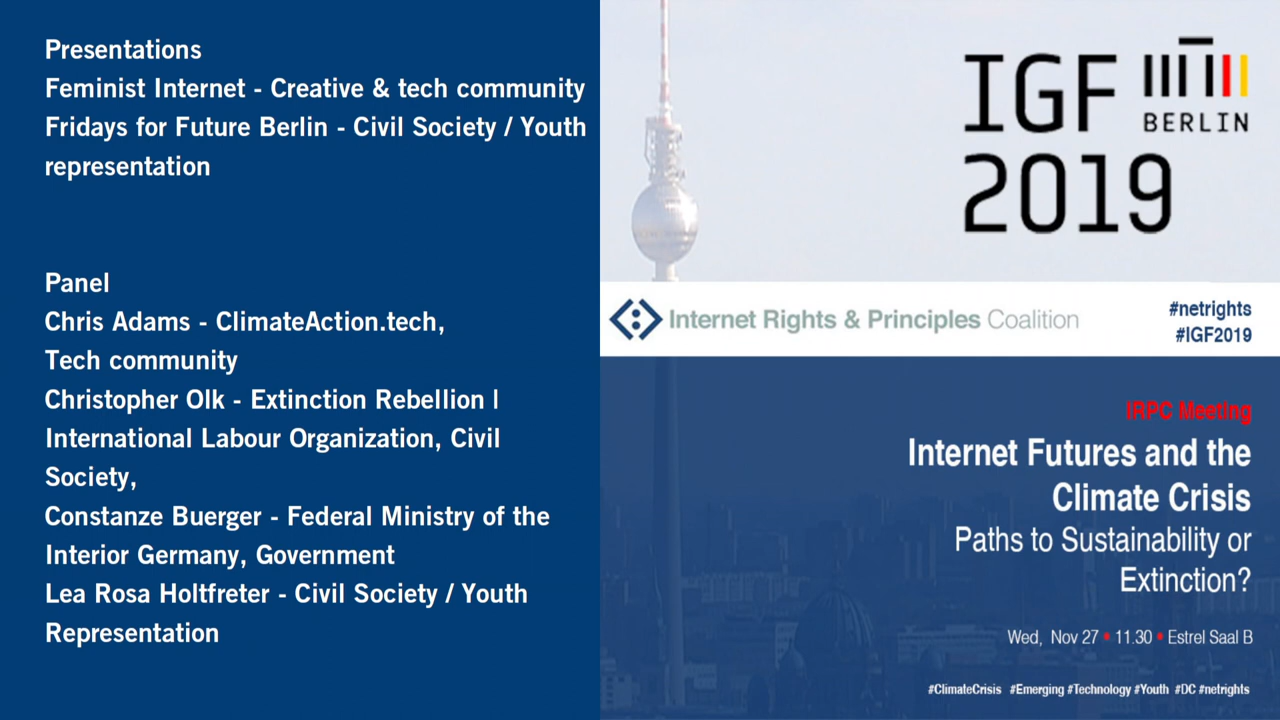 Presentations
Feminist Internet - Creative & tech community
Fridays for Future Berlin - Civil Society / Youth
representation
Panel
Chris Adams - ClimateAction.tech,
Tech community
Christopher Olk - Extinction Rebellion |
International Labour Organization, Civil
Society,
Constanze Buerger - Federal Ministry of the
Interior Germany, Government
Lea Rosa Holtfreter - Civil Society / Youth
Representation
IGF
BERLIN
2019
Internet Rights & Principles Coalition
#netrights
#IGF2019
IRPC Meeting
Internet Futures and the
Climate Crisis
Paths to Sustainability or
Extinction?
Wed, Nov 27 • 11.30 • Estrel Saal B
#ClimateCrisis #Emerging #Technology #Youth #DC #netrights